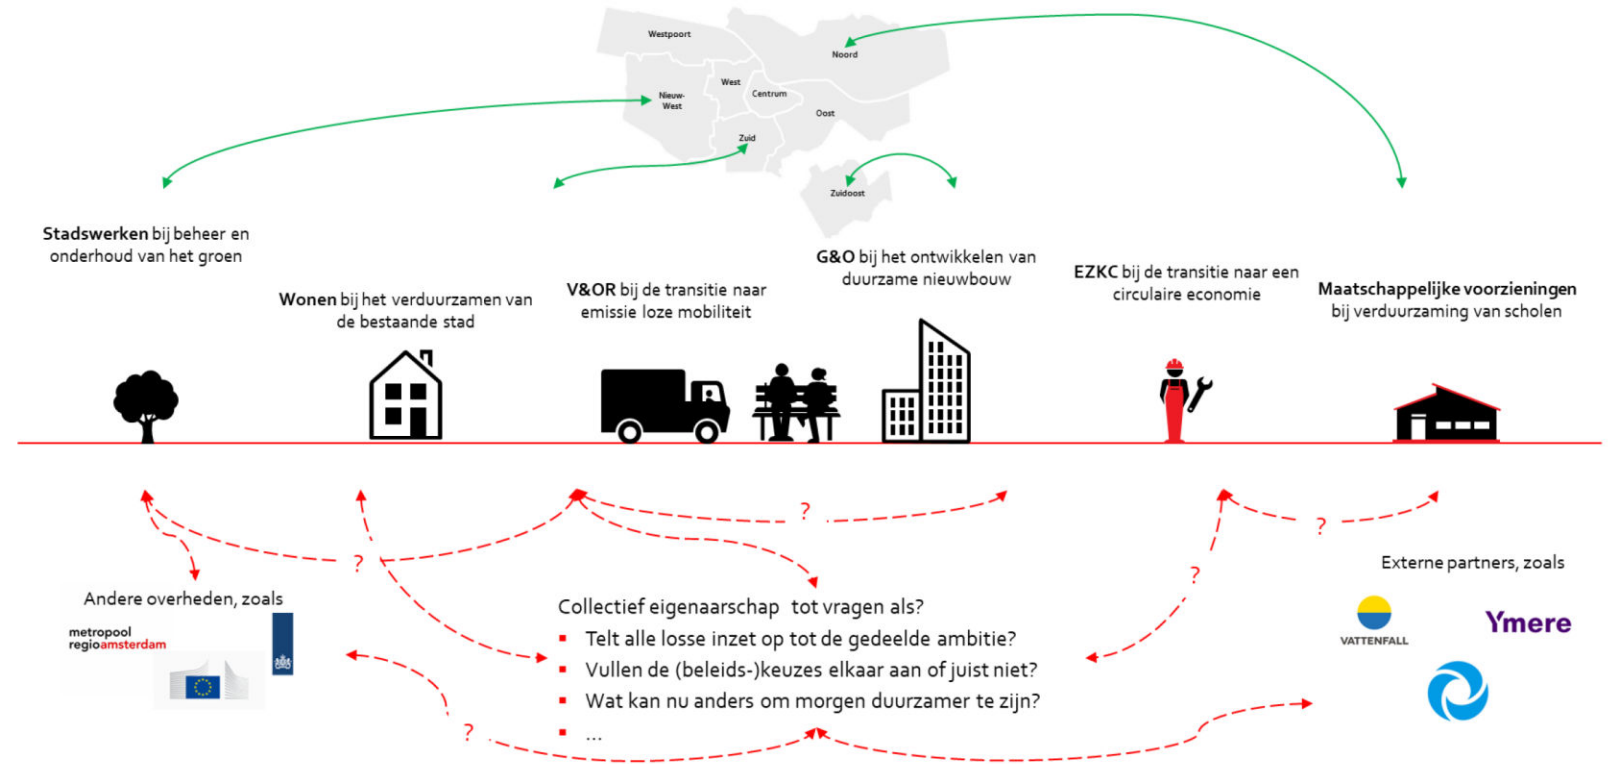 Westpoort
Noord
West
Nieuw-
West
Centrum
Oost
Zuid
Zuidoost
Stadswerken bij beheer en
onderhoud van het groen
Wonen bij het verduurzamen van
de bestaande stad
V&OR bij de transitie naar
emissie loze mobiliteit
G&O bij het ontwikkelen van
duurzame nieuwbouw
EZKC bij de transitie naar een
circulaire economie
Maatschappelijke voorzieningen
bij verduurzaming van scholen
?
?
?
?
Andere overheden, zoals
metropool
regioamsterdam
Collectief eigenaarschap tot vragen als?
Telt alle losse inzet op tot de gedeelde ambitie?
Vullen de (beleids-)keuzes elkaar aan of juist niet?
Wat kan nu anders om morgen duurzamer te zijn?
...
?
Externe partners, zoals
VATTENFALL
Ymere